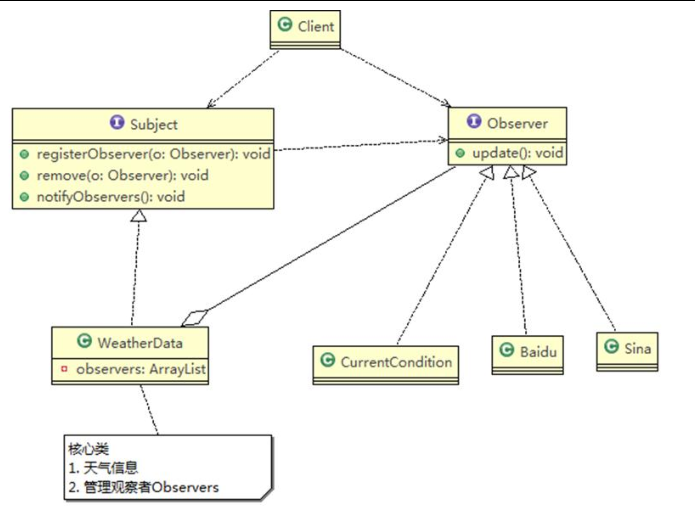 Client
Subject
registerObserver(o: Observer): void
remove(o: Observer): void
notifyObservers(): void
Observer
update(): void
WeatherData
observers: ArrayList
CurrentCondition
Baidu
Sina
核心类
1. 天气信息
2. 管理观察者Observers